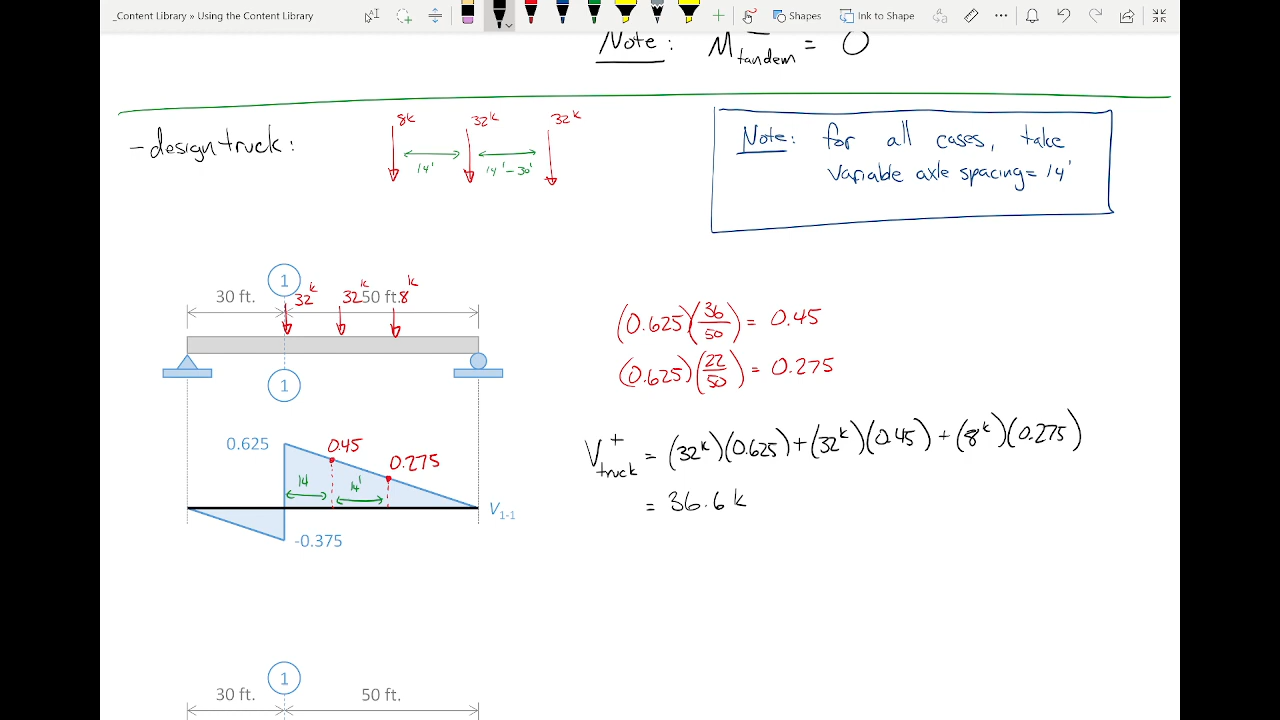 _Content Library » Using the Content Library
Shapes
Ink to Shape
Note: M tandem = 0
- design truck:
8k 32k 32k
14' 14'-30'
Note: for all cases, take
variable axle spacing = 14'
1
30 ft. 50 ft.
32k 32k 8k
1
(0.625)(36/50) = 0.45
(0.625)(22/50) = 0.275
0.625 0.45
0.275
14 14'
V1-1
-0.375
V+truck = (32k)(0.625) + (32k)(0.45) + (8k)(0.275)
= 36.6 k
1
30 ft. 50 ft.